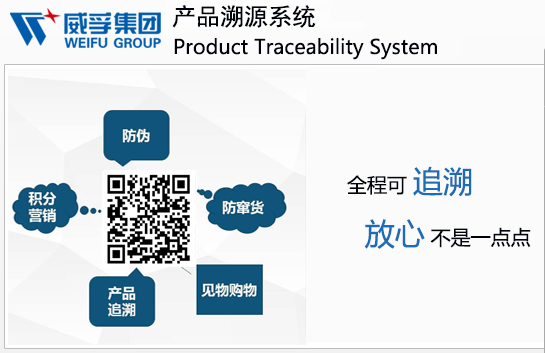 威孚集团
WEIFU GROUP
产品溯源系统
Product Traceability System
防伪
积分
营销
防窜货
产品
追溯
见物购物
全程可 追溯
放心 不是一点点